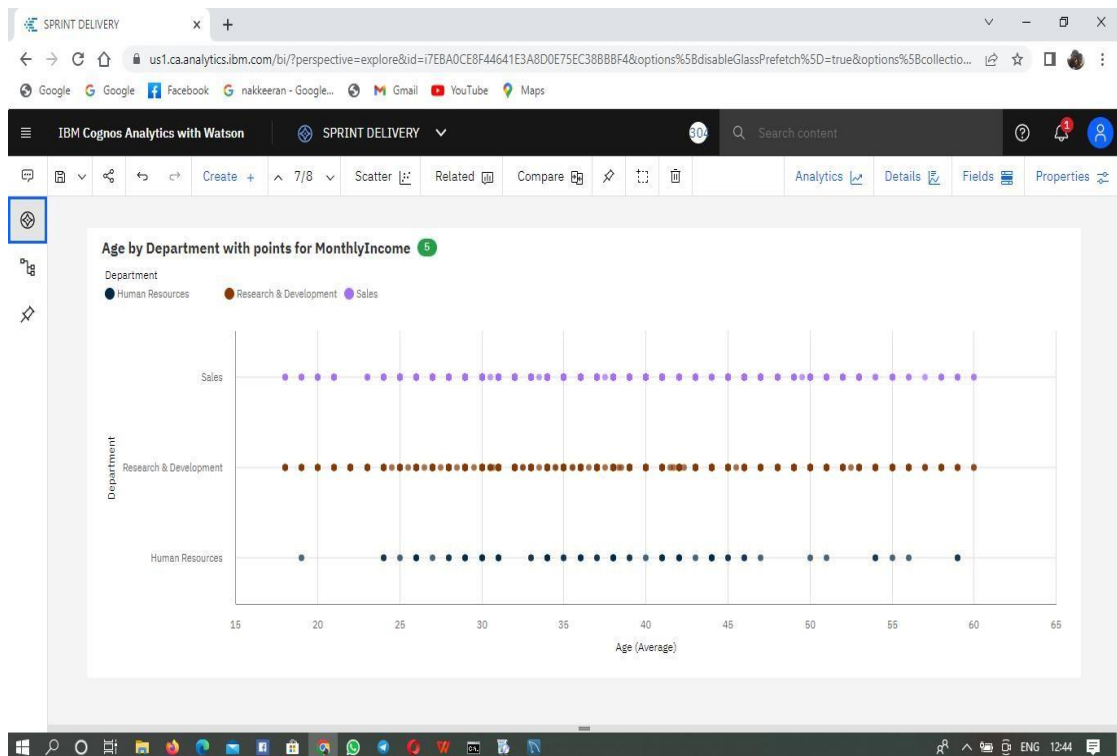 SPRINT DELIVERY
us1.ca.analytics.ibm.com/bi/?perspective=explore&id=i7EBA0CE8F44641E3A8D0E75EC38BBBF4&options%5BdisableGlassPrefetch%5D=true&options%5Bcollectio...
Google Google Facebook nakkeeran - Google... Gmail YouTube Maps
IBM Cognos Analytics with Watson SPRINT DELIVERY 304 Search content 1
Create + 7/8 Scatter Related Compare Analytics Details Fields Properties
Age by Department with points for MonthlyIncome 5
Department
Human Resources Research & Development Sales
Sales
Research & Development
Human Resources
Department
15 20 25 30 35 40 45 50 55 60 65
Age (Average)
ENG 12:44